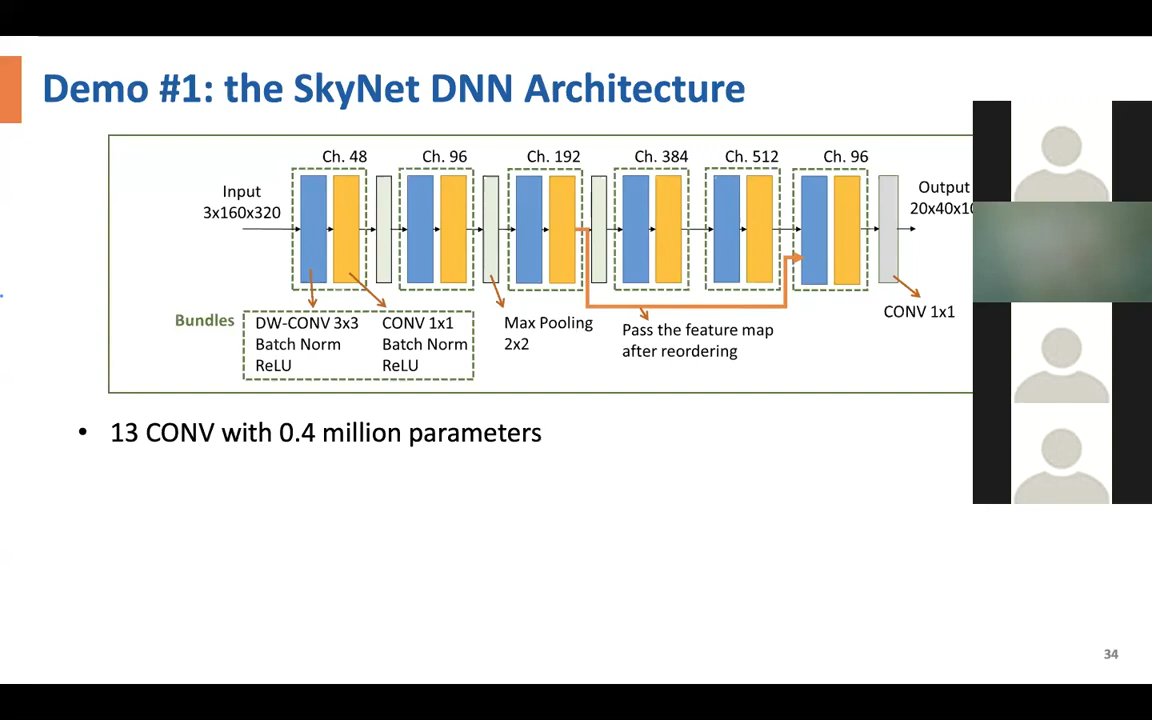 Demo #1: the SkyNet DNN Architecture
Ch. 48
Ch. 96
Ch. 192
Ch. 384
Ch. 512
Ch. 96
Input
3x160x320
Output
20x40x10
Bundles
DW-CONV 3x3
Batch Norm
ReLU
CONV 1x1
Batch Norm
ReLU
Max Pooling
2x2
Pass the feature map
after reordering
CONV 1x1
• 13 CONV with 0.4 million parameters
34